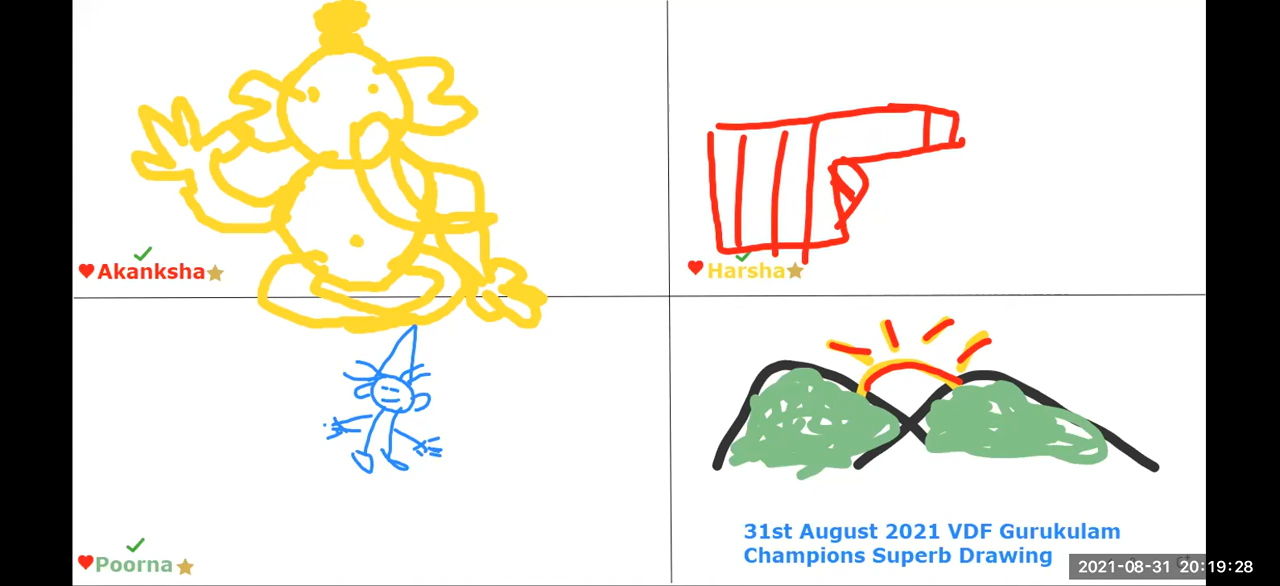 Akanksha
Harsha
Poorna
31st August 2021 VDF Gurukulam
Champions Superb Drawing
2021-08-31 20:19:28